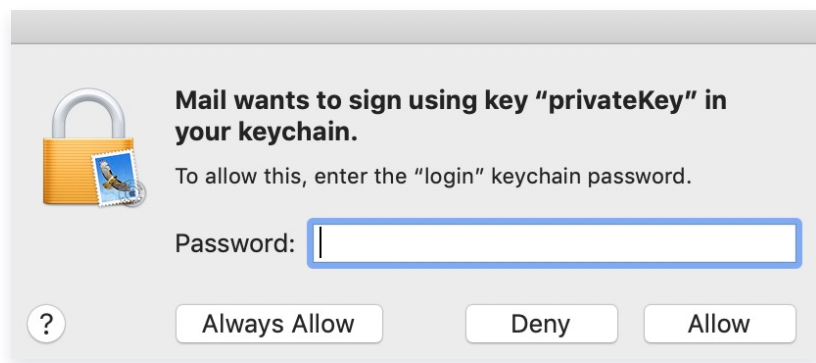 Mail wants to sign using key “privateKey” in
your keychain.
To allow this, enter the “login” keychain password.
Password:
?
Always Allow
Deny
Allow